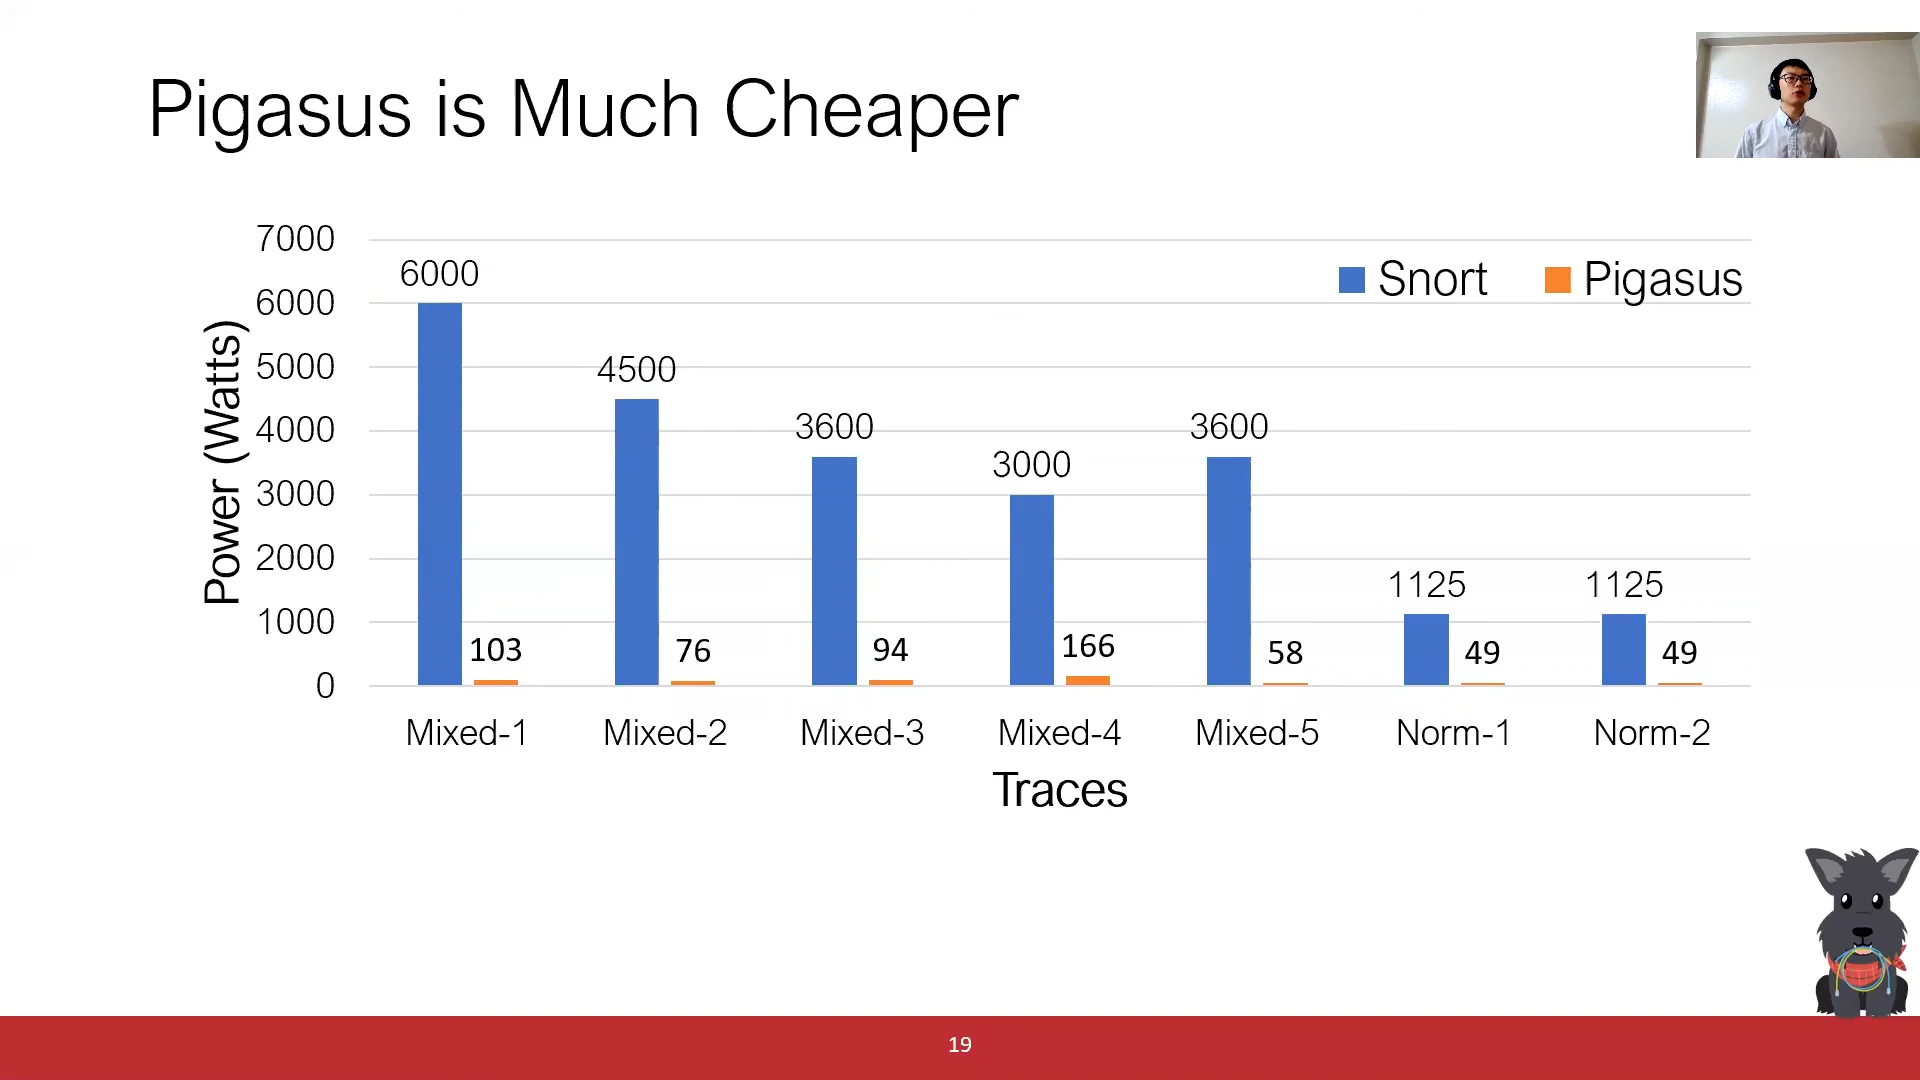 Pigasus is Much Cheaper
7000
6000
5000
4000
3000
2000
1000
0
Power (Watts)
Snort
Pigasus
6000
4500
3600
3000
3600
1125
1125
103
76
94
166
58
49
49
Mixed-1
Mixed-2
Mixed-3
Mixed-4
Mixed-5
Norm-1
Norm-2
Traces
19